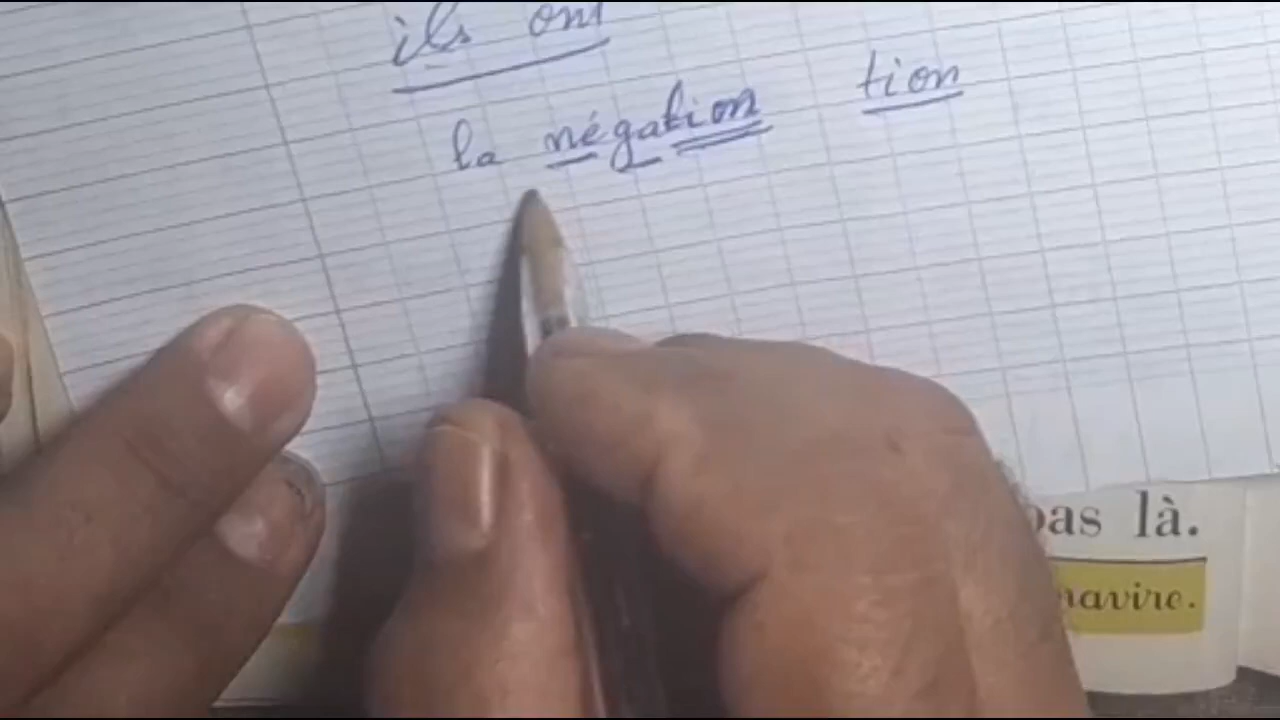 ils ont
la négation tion
pas là.
navire.